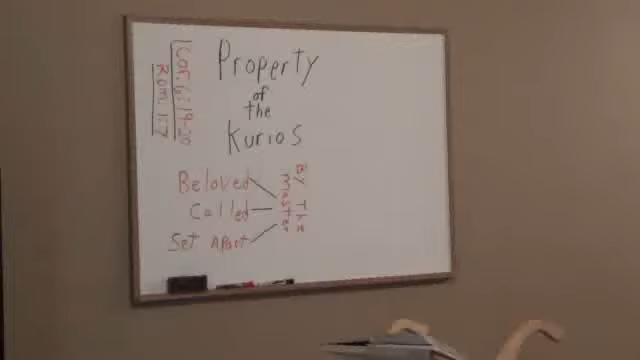 Property
of
the
Kurios
1 Cor. 6:19-20
Rom. 1:7
Beloved
Called
Set Apart
By The
Master